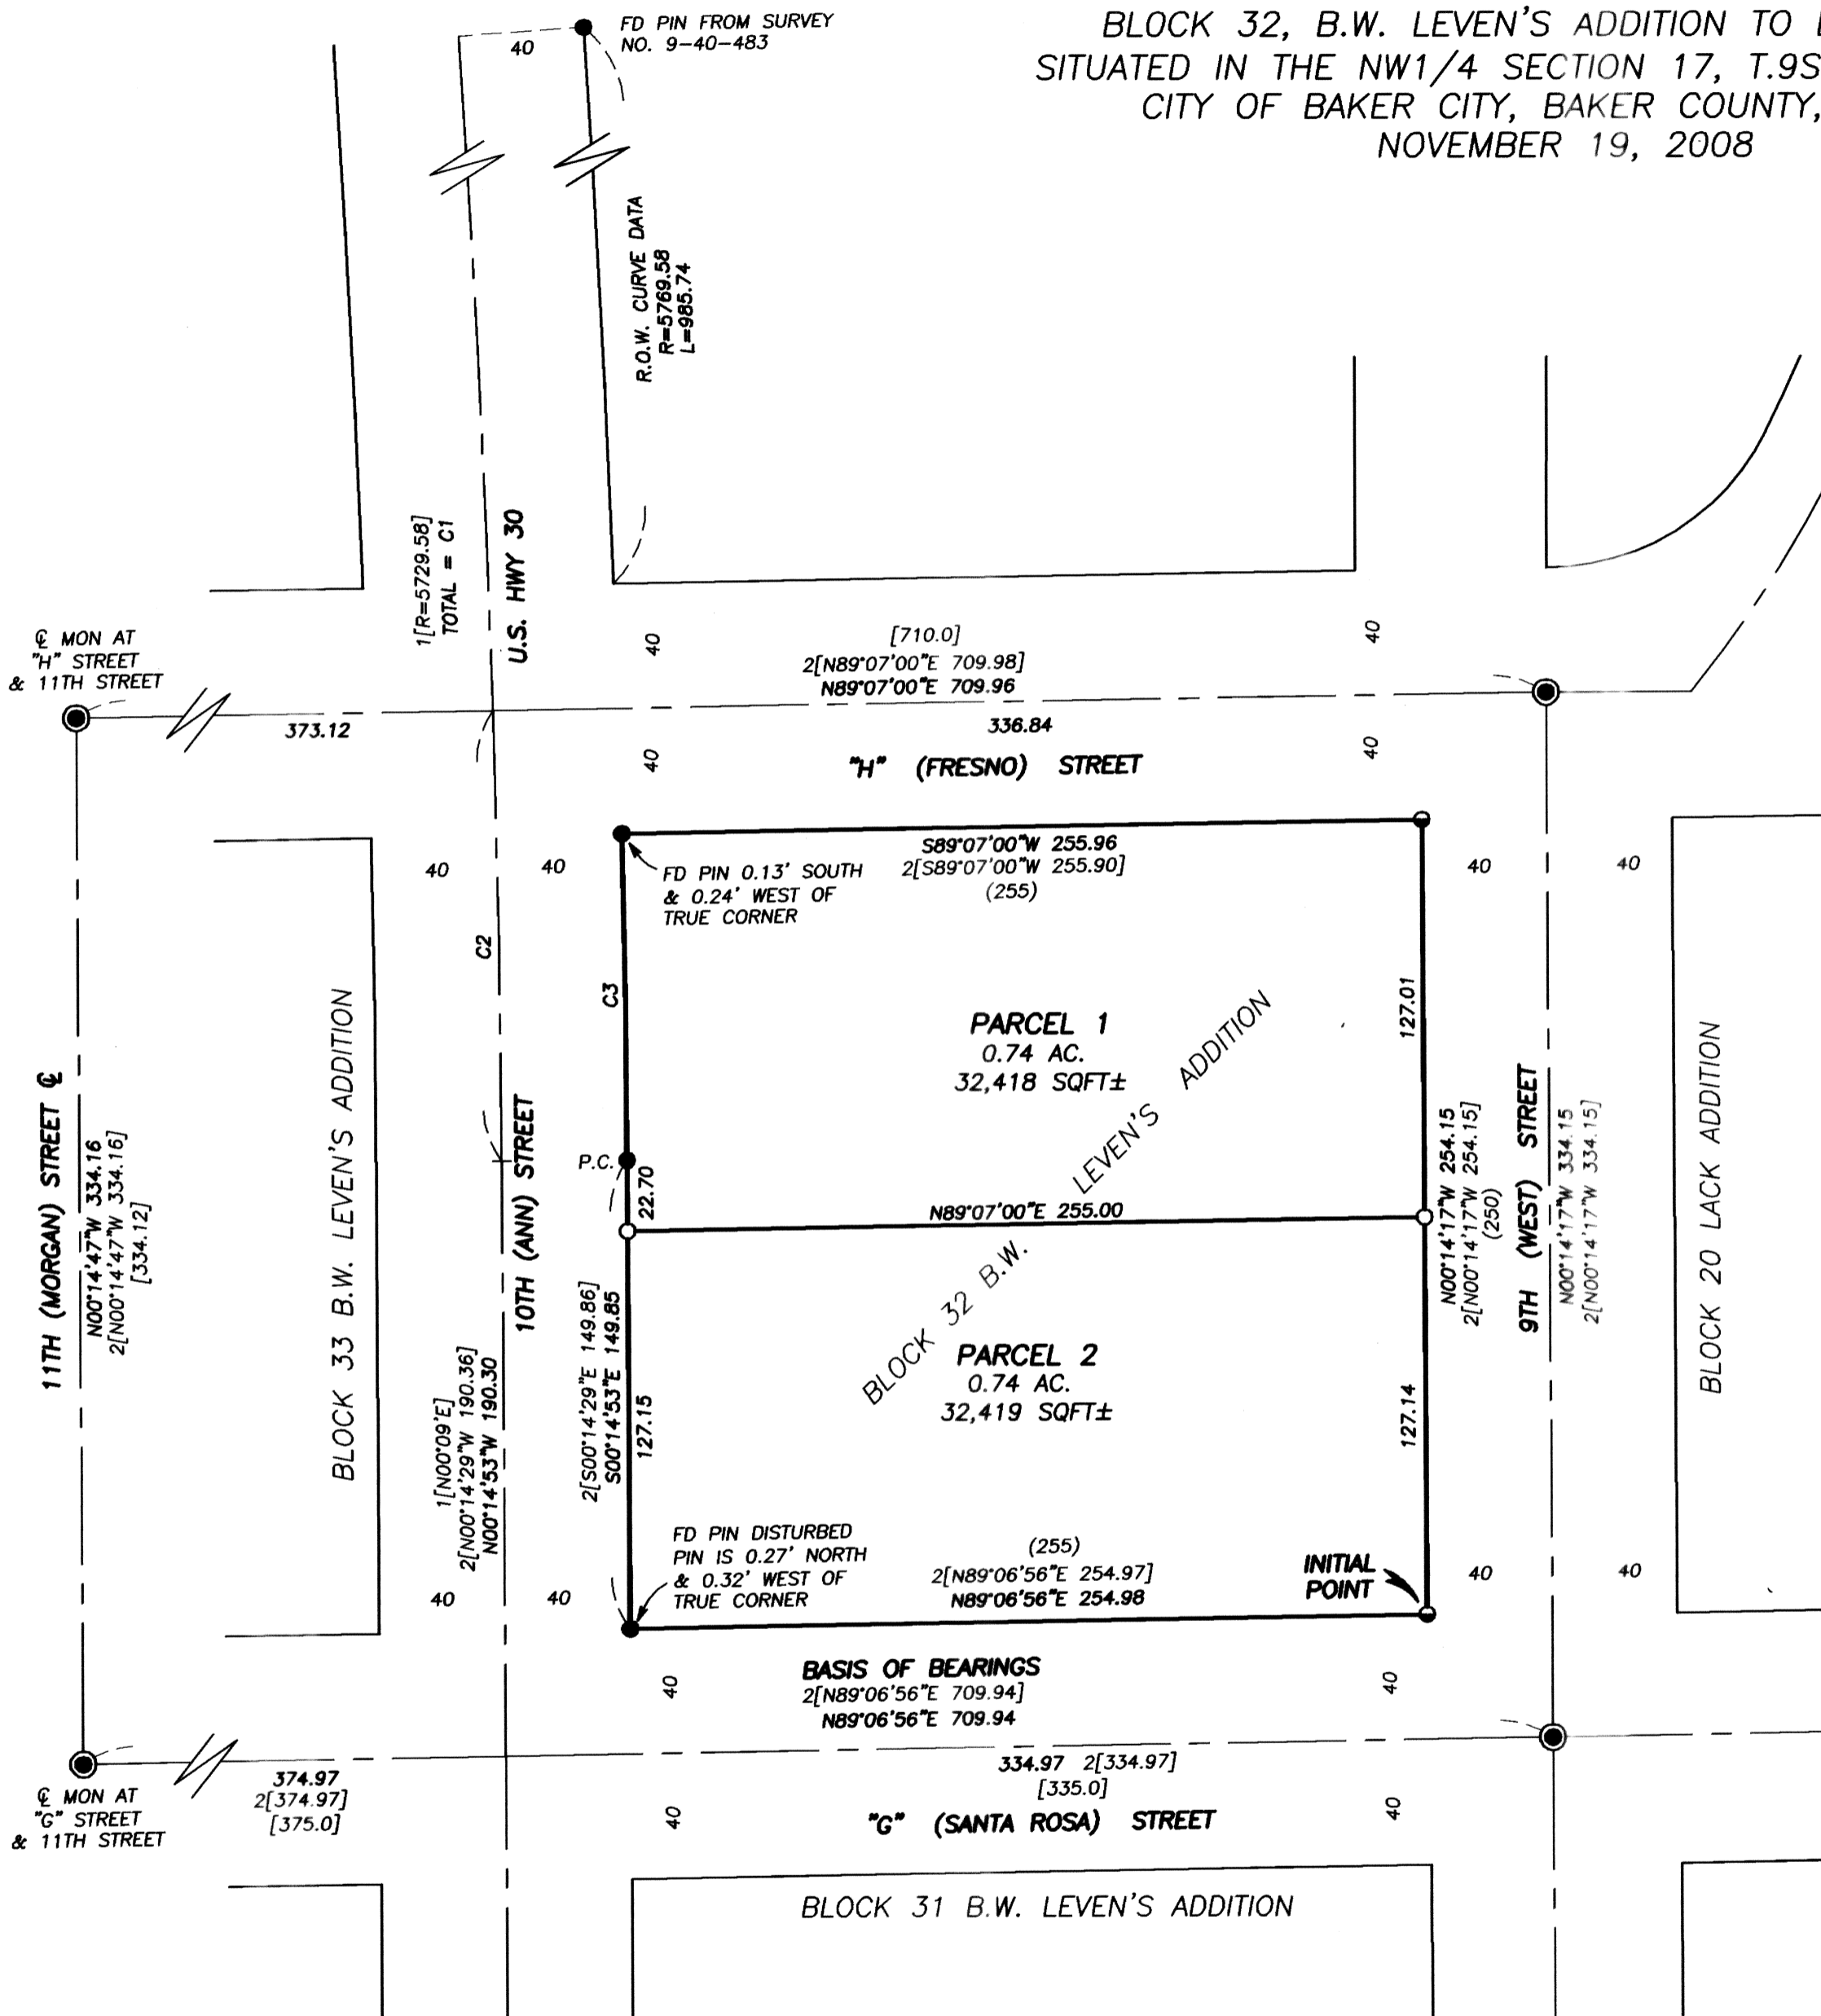 BLOCK 32, B.W. LEVEN'S ADDITION TO
SITUATED IN THE NW1/4 SECTION 17, T.9S
CITY OF BAKER CITY, BAKER COUNTY,
NOVEMBER 19, 2008
FD PIN FROM SURVEY
NO. 9-40-483
40
R.O.W. CURVE DATA
R=5769.58
L=985.74
1[R=5729.58]
TOTAL = C1
U.S. HWY 30
℄ MON AT
"H" STREET
& 11TH STREET
40
[710.0]
2[N89°07'00"E 709.98]
N89°07'00"E 709.96
40
373.12
336.84
40
"H" (FRESNO) STREET
40
S89°07'00"W 255.96
2[S89°07'00"W 255.90]
(255)
40
40
FD PIN 0.13' SOUTH
& 0.24' WEST OF
TRUE CORNER
40
40
C2
C3
PARCEL 1
0.74 AC.
32,418 SQFT±
127.01
BLOCK 32 B.W. LEVEN'S ADDITION
P.C.
22.70
N89°07'00"E 255.00
11TH (MORGAN) STREET ℄
N00°14'47"W 334.16
2[N00°14'47"W 334.16]
[334.12]
BLOCK 33 B.W. LEVEN'S ADDITION
10TH (ANN) STREET
1[N00°09'E]
2[N00°14'29"W 190.36]
N00°14'53"W 190.30
2[S00°14'29"E 149.86]
S00°14'53"E 149.85
127.15
N00°14'17"W 254.15
2[N00°14'17"W 254.15]
(250)
9TH (WEST) STREET
N00°14'17"W 334.15
2[N00°14'17"W 334.15]
BLOCK 20 LACK ADDITION
PARCEL 2
0.74 AC.
32,419 SQFT±
127.14
FD PIN DISTURBED
PIN IS 0.27' NORTH
& 0.32' WEST OF
TRUE CORNER
(255)
2[N89°06'56"E 254.97]
N89°06'56"E 254.98
INITIAL
POINT
40
40
40
40
BASIS OF BEARINGS
2[N89°06'56"E 709.94]
N89°06'56"E 709.94
40
40
374.97
2[374.97]
[375.0]
334.97 2[334.97]
[335.0]
℄ MON AT
"G" STREET
& 11TH STREET
40
"G" (SANTA ROSA) STREET
40
BLOCK 31 B.W. LEVEN'S ADDITION